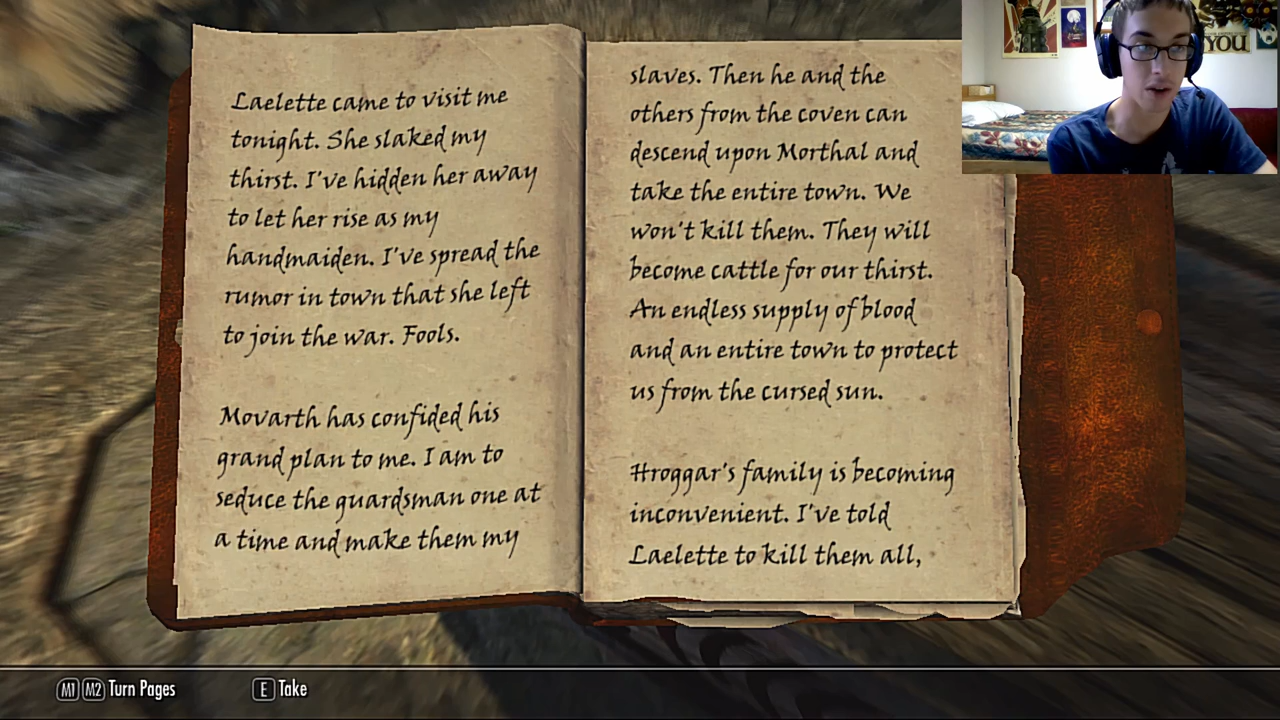 Laelette came to visit me
tonight. She slaked my
thirst. I've hidden her away
to let her rise as my
handmaiden. I've spread the
rumor in town that she left
to join the war. Fools.
Movarth has confided his
grand plan to me. I am to
seduce the guardsman one at
a time and make them my
slaves. Then he and the
others from the coven can
descend upon Morthal and
take the entire town. We
won't kill them. They will
become cattle for our thirst.
An endless supply of blood
and an entire town to protect
us from the cursed sun.
Hroggar's family is becoming
inconvenient. I've told
Laelette to kill them all,
YOU
M1 M2 Turn Pages
E Take